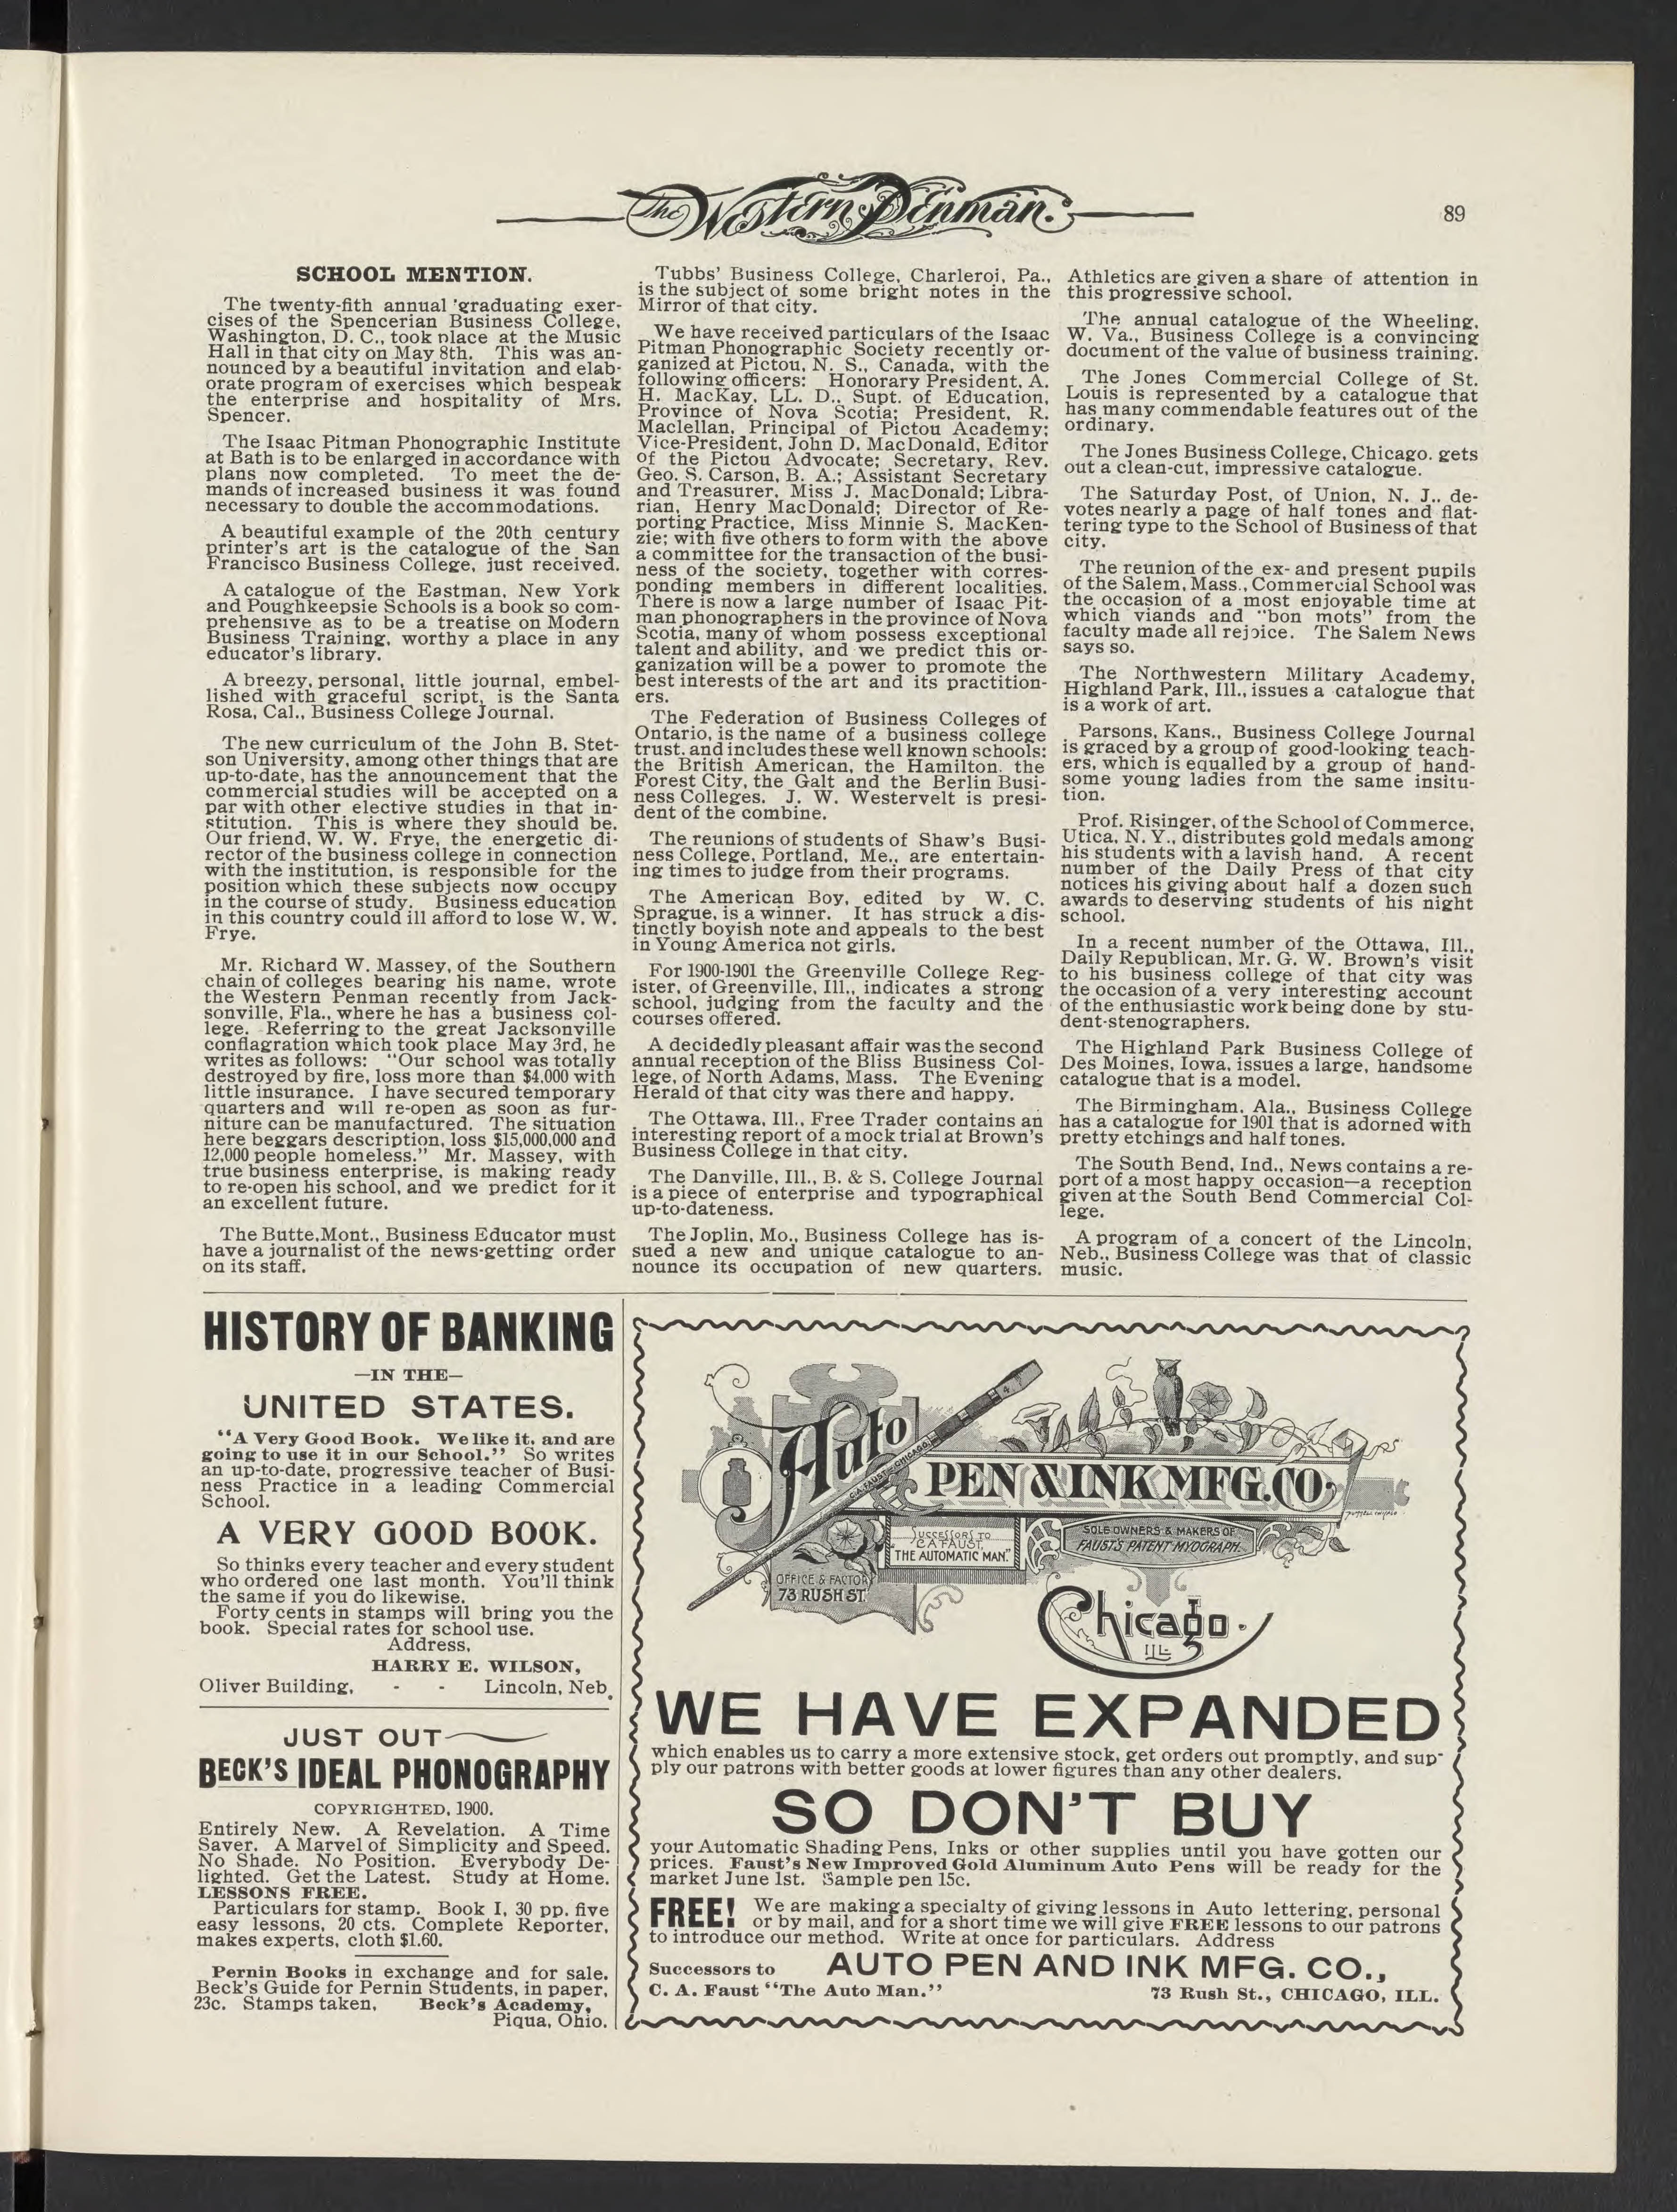 The Western Penman.
89
SCHOOL MENTION.
The twenty-fith annual graduating exer-
cises of the Spencerian Business College,
Washington, D. C., took place at the Music
Hall in that city on May 8th. This was an-
nounced by a beautiful invitation and elab-
orate program of exercises which bespeak
the enterprise and hospitality of Mrs.
Spencer.
The Isaac Pitman Phonographic Institute
at Bath is to be enlarged in accordance with
plans now completed. To meet the de-
mands of increased business it was found
necessary to double the accommodations.
A beautiful example of the 20th century
printer's art is the catalogue of the San
Francisco Business College, just received.
A catalogue of the Eastman, New York
and Poughkeepsie Schools is a book so com-
prehensive as to be a treatise on Modern
Business Training, worthy a place in any
educator's library.
A breezy, personal, little journal, embel-
lished with graceful script, is the Santa
Rosa, Cal., Business College Journal.
The new curriculum of the John B. Stet-
son University, among other things that are
up-to-date, has the announcement that the
commercial studies will be accepted on a
par with other elective studies in that in-
stitution. This is where they should be.
Our friend, W. W. Frye, the energetic di-
rector of the business college in connection
with the institution, is responsible for the
position which these subjects now occupy
in the course of study. Business education
in this country could ill afford to lose W. W.
Frye.
Mr. Richard W. Massey, of the Southern
chain of colleges bearing his name, wrote
the Western Penman recently from Jack-
sonville, Fla., where he has a business col-
lege. Referring to the great Jacksonville
conflagration which took place May 3rd, he
writes as follows: "Our school was totally
destroyed by fire, loss more than $4,000 with
little insurance. I have secured temporary
quarters and will re-open as soon as fur-
niture can be manufactured. The situation
here beggars description, loss $15,000,000 and
12,000 people homeless." Mr. Massey, with
true business enterprise, is making ready
to re-open his school, and we predict for it
an excellent future.
The Butte, Mont., Business Educator must
have a journalist of the news-getting order
on its staff.
Tubbs' Business College, Charleroi, Pa.,
is the subject of some bright notes in the
Mirror of that city.
We have received particulars of the Isaac
Pitman Phonographic Society recently or-
ganized at Pictou, N. S., Canada, with the
following officers: Honorary President, A.
H. MacKay, LL. D., Supt. of Education,
Province of Nova Scotia; President, R.
Maclellan, Principal of Pictou Academy;
Vice-President, John D. MacDonald, Editor
of the Pictou Advocate; Secretary, Rev.
Geo. S. Carson, B. A.; Assistant Secretary
and Treasurer, Miss J. MacDonald; Libra-
rian, Henry MacDonald; Director of Re-
porting Practice, Miss Minnie S. MacKen-
zie; with five others to form with the above
a committee for the transaction of the busi-
ness of the society, together with corres-
ponding members in different localities.
There is now a large number of Isaac Pit-
man phonographers in the province of Nova
Scotia, many of whom possess exceptional
talent and ability, and we predict this or-
ganization will be a power to promote the
best interests of the art and its practition-
ers.
The Federation of Business Colleges of
Ontario, is the name of a business college
trust, and includes these well known schools:
the British American, the Hamilton, the
Forest City, the Galt and the Berlin Busi-
ness Colleges. J. W. Westervelt is presi-
dent of the combine.
The reunions of students of Shaw's Busi-
ness College, Portland, Me., are entertain-
ing times to judge from their programs.
The American Boy, edited by W. C.
Sprague, is a winner. It has struck a dis-
tinctly boyish note and appeals to the best
in Young America not girls.
For 1900-1901 the Greenville College Reg-
ister, of Greenville, Ill., indicates a strong
school, judging from the faculty and the
courses offered.
A decidedly pleasant affair was the second
annual reception of the Bliss Business Col-
lege, of North Adams, Mass. The Evening
Herald of that city was there and happy.
The Ottawa, Ill., Free Trader contains an
interesting report of a mock trial at Brown's
Business College in that city.
The Danville, Ill., B. & S. College Journal
is a piece of enterprise and typographical
up-to-dateness.
The Joplin, Mo., Business College has is-
sued a new and unique catalogue to an-
nounce its occupation of new quarters.
Athletics are given a share of attention in
this progressive school.
The annual catalogue of the Wheeling,
W. Va., Business College is a convincing
document of the value of business training.
The Jones Commercial College of St.
Louis is represented by a catalogue that
has many commendable features out of the
ordinary.
The Jones Business College, Chicago. gets
out a clean-cut, impressive catalogue.
The Saturday Post, of Union, N. J., de-
votes nearly a page of half tones and flat-
tering type to the School of Business of that
city.
The reunion of the ex- and present pupils
of the Salem, Mass., Commercial School was
the occasion of a most enjoyable time at
which viands and "bon mots" from the
faculty made all rejoice. The Salem News
says so.
The Northwestern Military Academy,
Highland Park, Ill., issues a catalogue that
is a work of art.
Parsons, Kans., Business College Journal
is graced by a group of good-looking teach-
ers, which is equalled by a group of hand-
some young ladies from the same insitu-
tion.
Prof. Risinger, of the School of Commerce,
Utica, N. Y., distributes gold medals among
his students with a lavish hand. A recent
number of the Daily Press of that city
notices his giving about half a dozen such
awards to deserving students of his night
school.
In a recent number of the Ottawa, Ill.,
Daily Republican, Mr. G. W. Brown's visit
to his business college of that city was
the occasion of a very interesting account
of the enthusiastic work being done by stu-
dent-stenographers.
The Highland Park Business College of
Des Moines, Iowa, issues a large, handsome
catalogue that is a model.
The Birmingham, Ala., Business College
has a catalogue for 1901 that is adorned with
pretty etchings and half tones.
The South Bend, Ind., News contains a re-
port of a most happy occasion—a reception
given at the South Bend Commercial Col-
lege.
A program of a concert of the Lincoln,
Neb., Business College was that of classic
music.
HISTORY OF BANKING
—IN THE—
UNITED STATES.
"A Very Good Book. We like it, and are
going to use it in our School." So writes
an up-to-date, progressive teacher of Busi-
ness Practice in a leading Commercial
School.
A VERY GOOD BOOK.
So thinks every teacher and every student
who ordered one last month. You'll think
the same if you do likewise.
Forty cents in stamps will bring you the
book. Special rates for school use.
Address,
HARRY E. WILSON,
Oliver Building, - - Lincoln, Neb.
JUST OUT
BECK'S IDEAL PHONOGRAPHY
COPYRIGHTED, 1900.
Entirely New. A Revelation. A Time
Saver. A Marvel of Simplicity and Speed.
No Shade. No Position. Everybody De-
lighted. Get the Latest. Study at Home.
LESSONS FREE.
Particulars for stamp. Book I, 30 pp. five
easy lessons, 20 cts. Complete Reporter,
makes experts, cloth $1.60.
Pernin Books in exchange and for sale.
Beck's Guide for Pernin Students, in paper,
23c. Stamps taken, Beck's Academy,
Piqua, Ohio.
4
Auto
C.A. FAUST—CHICAGO.
PEN & INK MFG. CO.
SUCCESSORS TO
C.A. FAUST,
"THE AUTOMATIC MAN."
SOLE OWNERS & MAKERS OF
FAUST'S PATENT MYOGRAPH.
OFFICE & FACTORY
73 RUSH ST.
Chicago.
ILL.
WE HAVE EXPANDED
which enables us to carry a more extensive stock, get orders out promptly, and sup-
ply our patrons with better goods at lower figures than any other dealers.
SO DON'T BUY
your Automatic Shading Pens, Inks or other supplies until you have gotten our
prices. Faust's New Improved Gold Aluminum Auto Pens will be ready for the
market June 1st. Sample pen 15c.
FREE! We are making a specialty of giving lessons in Auto lettering, personal
or by mail, and for a short time we will give FREE lessons to our patrons
to introduce our method. Write at once for particulars. Address
Successors to AUTO PEN AND INK MFG. CO.,
C. A. Faust "The Auto Man." 73 Rush St., CHICAGO, ILL.